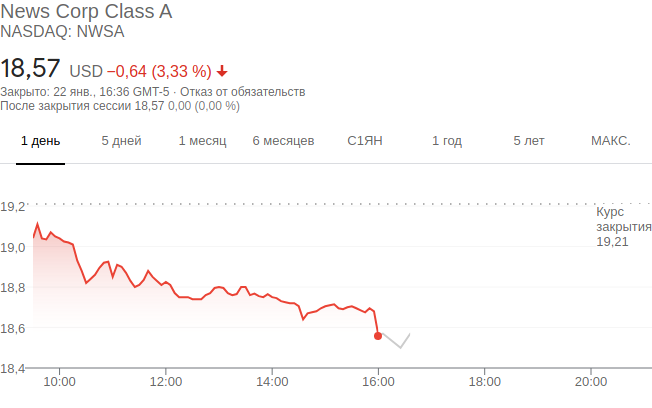 News Corp Class A
NASDAQ: NWSA
18,57 USD −0,64 (3,33 %)
Закрыто: 22 янв., 16:36 GMT-5 · Отказ от обязательств
После закрытия сессии 18,57 0,00 (0,00 %)
1 день 5 дней 1 месяц 6 месяцев С1ЯН 1 год 5 лет МАКС.
19,2
Курс
закрытия
19,21
19,0
18,8
18,6
18,4
10:00 12:00 14:00 16:00 18:00 20:00